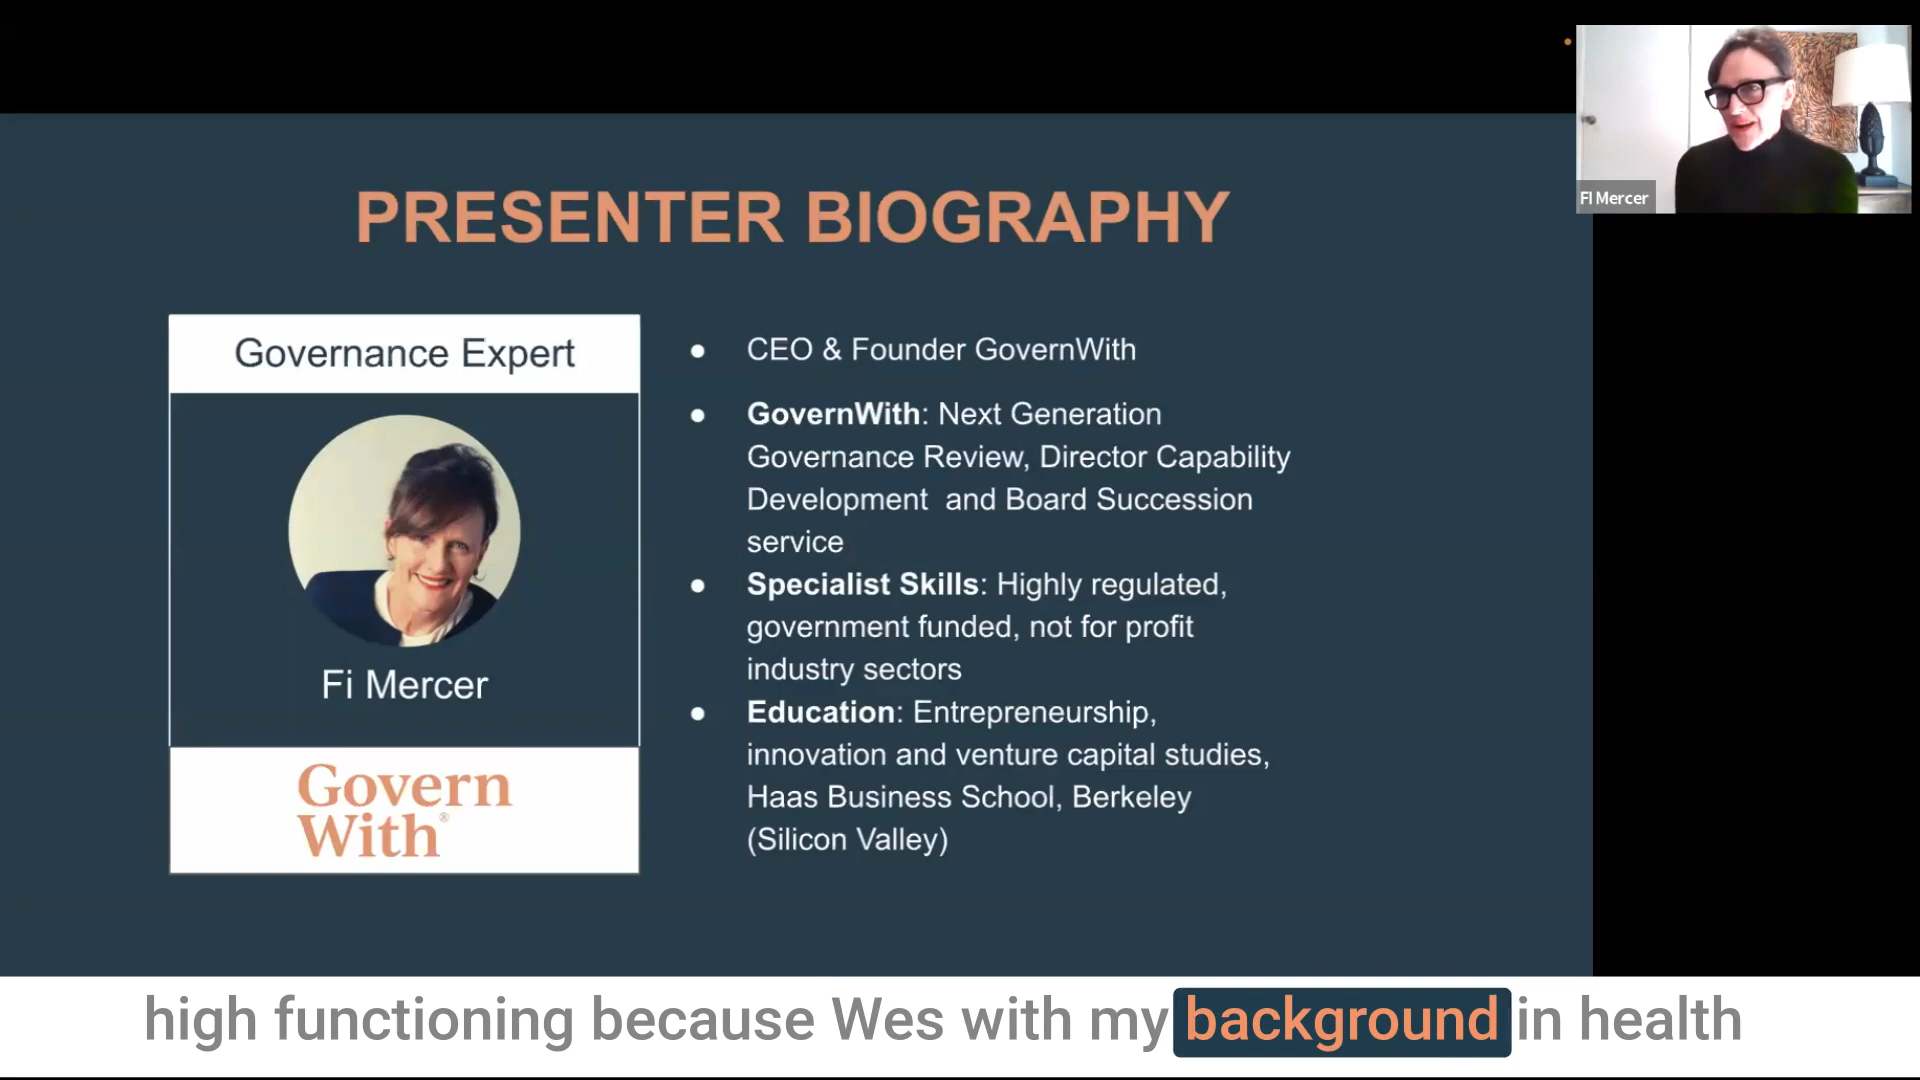 FI Mercer
PRESENTER BIOGRAPHY
Governance Expert
Fi Mercer
Govern
With®
● CEO & Founder GovernWith
● GovernWith: Next Generation
Governance Review, Director Capability
Development and Board Succession
service
● Specialist Skills: Highly regulated,
government funded, not for profit
industry sectors
● Education: Entrepreneurship,
innovation and venture capital studies,
Haas Business School, Berkeley
(Silicon Valley)
high functioning because Wes with my background in health